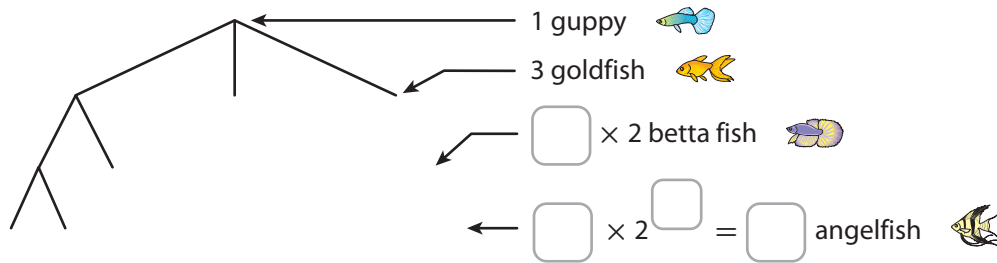 1 guppy
3 goldfish
× 2 betta fish
× 2 = angelfish